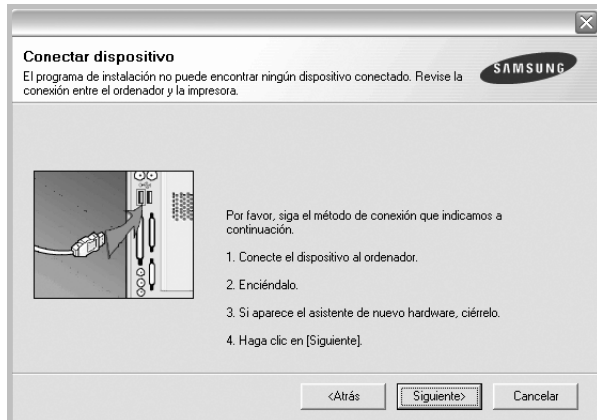 Conectar dispositivo
El programa de instalación no puede encontrar ningún dispositivo conectado. Revise la
conexión entre el ordenador y la impresora.
SAMSUNG
Por favor, siga el método de conexión que indicamos a
continuación.
1. Conecte el dispositivo al ordenador.
2. Enciéndalo.
3. Si aparece el asistente de nuevo hardware, ciérrelo.
4. Haga clic en [Siguiente].
<Atrás
Siguiente>
Cancelar